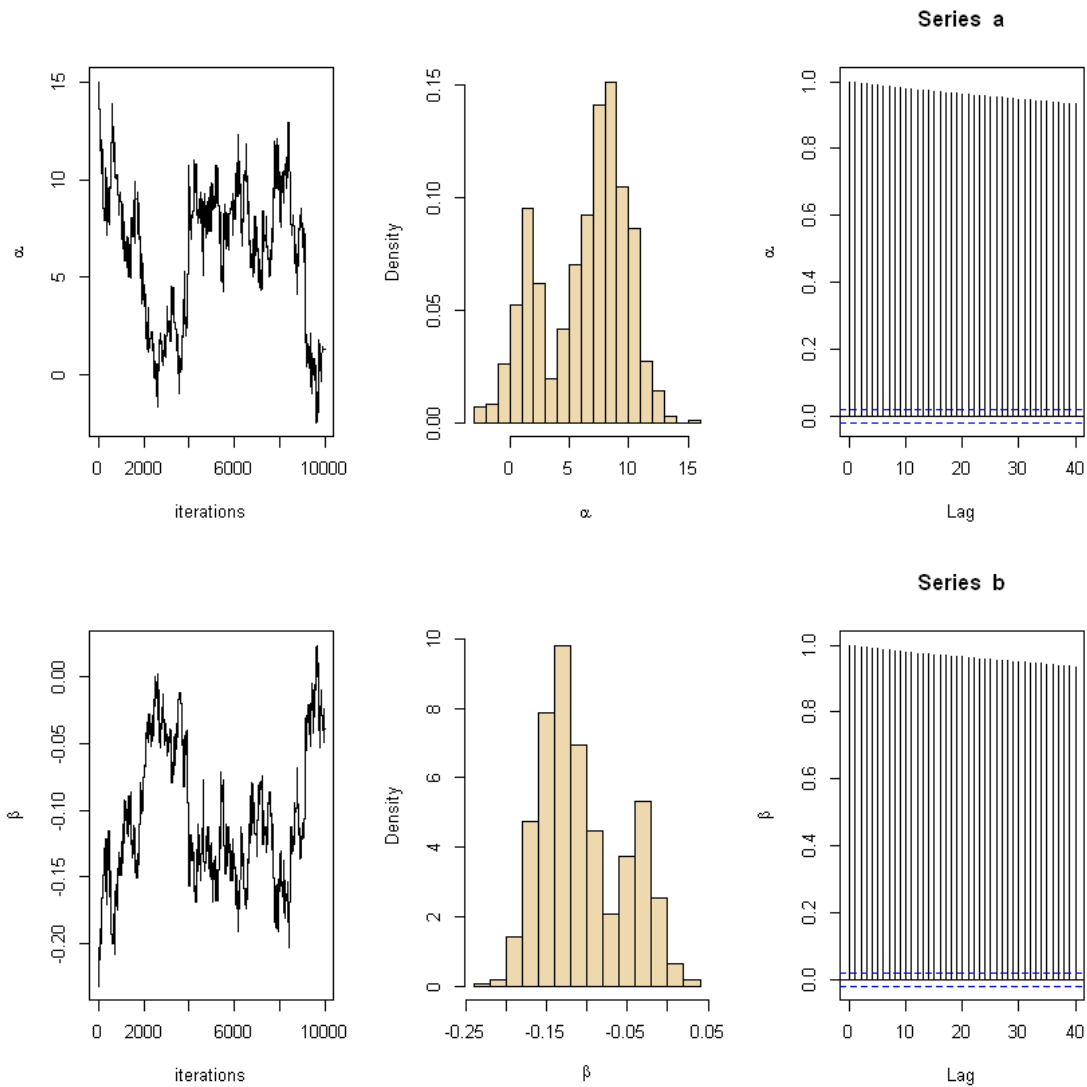 Series a
15
10
5
0
α
0 2000 6000 10000
iterations
0.15
0.10
0.05
0.00
Density
0 5 10 15
α
1.0
0.8
0.6
0.4
0.2
0.0
α
0 10 20 30 40
Lag
Series b
0.00
-0.05
-0.10
-0.15
-0.20
β
0 2000 6000 10000
iterations
10
8
6
4
2
0
Density
-0.25 -0.15 -0.05 0.05
β
1.0
0.8
0.6
0.4
0.2
0.0
β
0 10 20 30 40
Lag